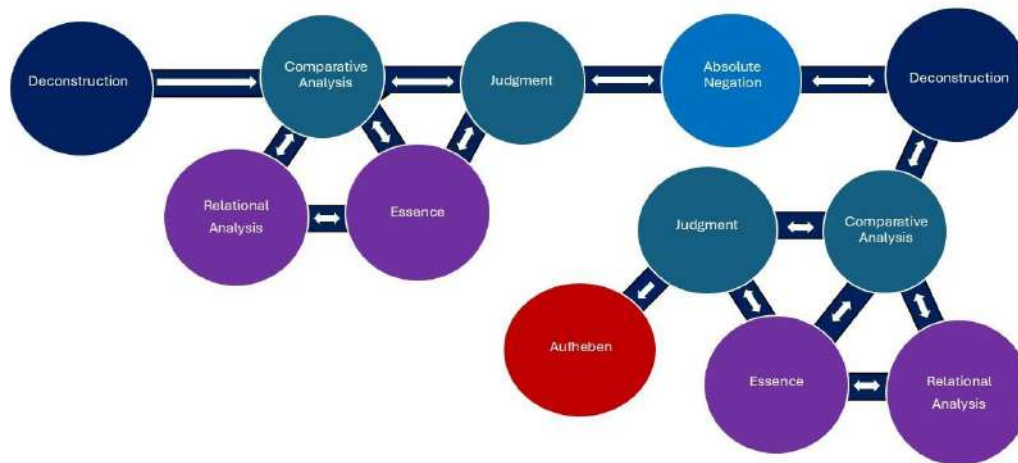 Deconstruction
Comparative
Analysis
Judgment
Absolute
Negation
Deconstruction
Relational
Analysis
Essence
Judgment
Comparative
Analysis
Aufheben
Essence
Relational
Analysis